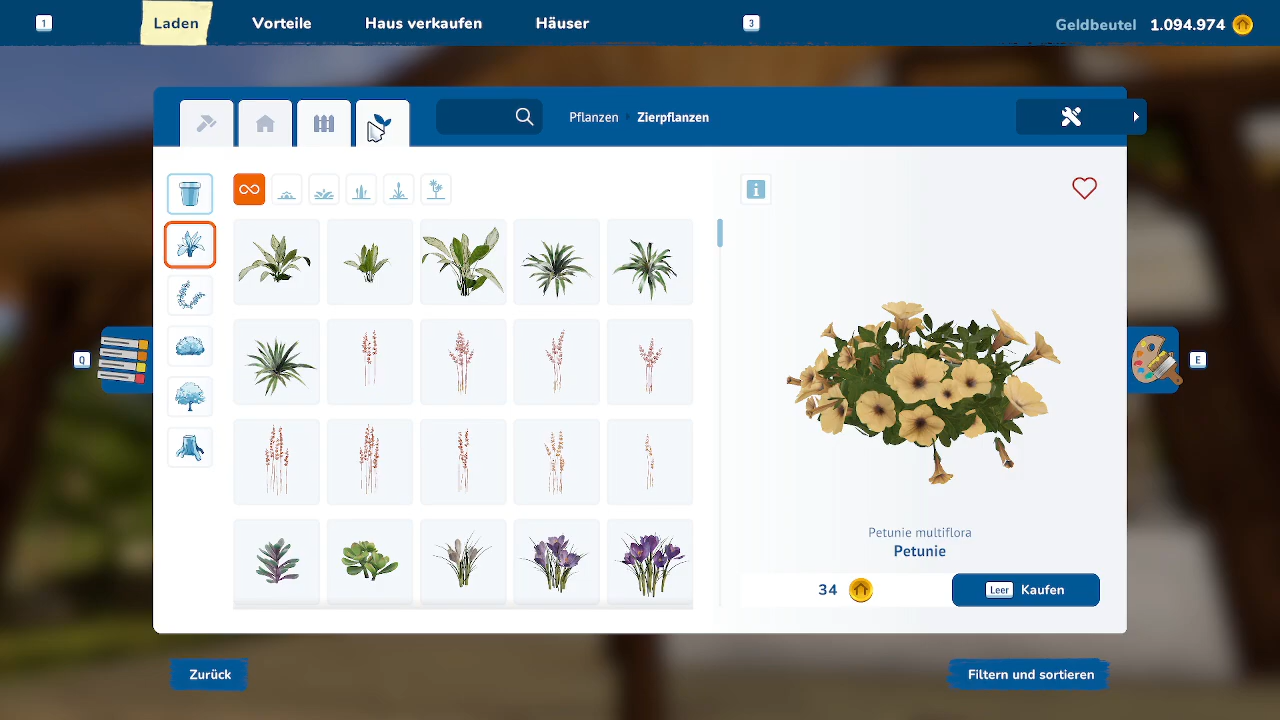 1
Laden
Vorteile
Haus verkaufen
Häuser
3
Geldbeutel 1.094.974
Pflanzen Zierpflanzen
Q
E
Petunie multiflora
Petunie
34
Leer Kaufen
Zurück
Filtern und sortieren